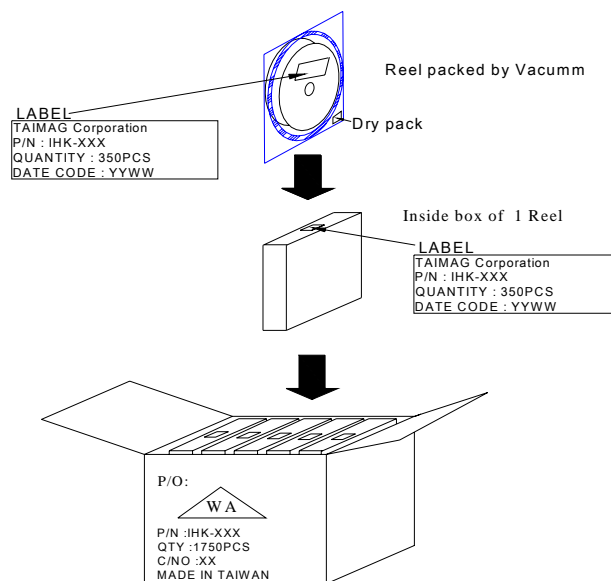 Reel packed by Vacumm
LABEL
TAIMAG Corporation
P/N : IHK-XXX
QUANTITY : 350PCS
DATE CODE : YYWW
Dry pack
Inside box of 1 Reel
LABEL
TAIMAG Corporation
P/N : IHK-XXX
QUANTITY : 350PCS
DATE CODE : YYWW
P/O:
WA
P/N :IHK-XXX
QTY :1750PCS
C/NO :XX
MADE IN TAIWAN